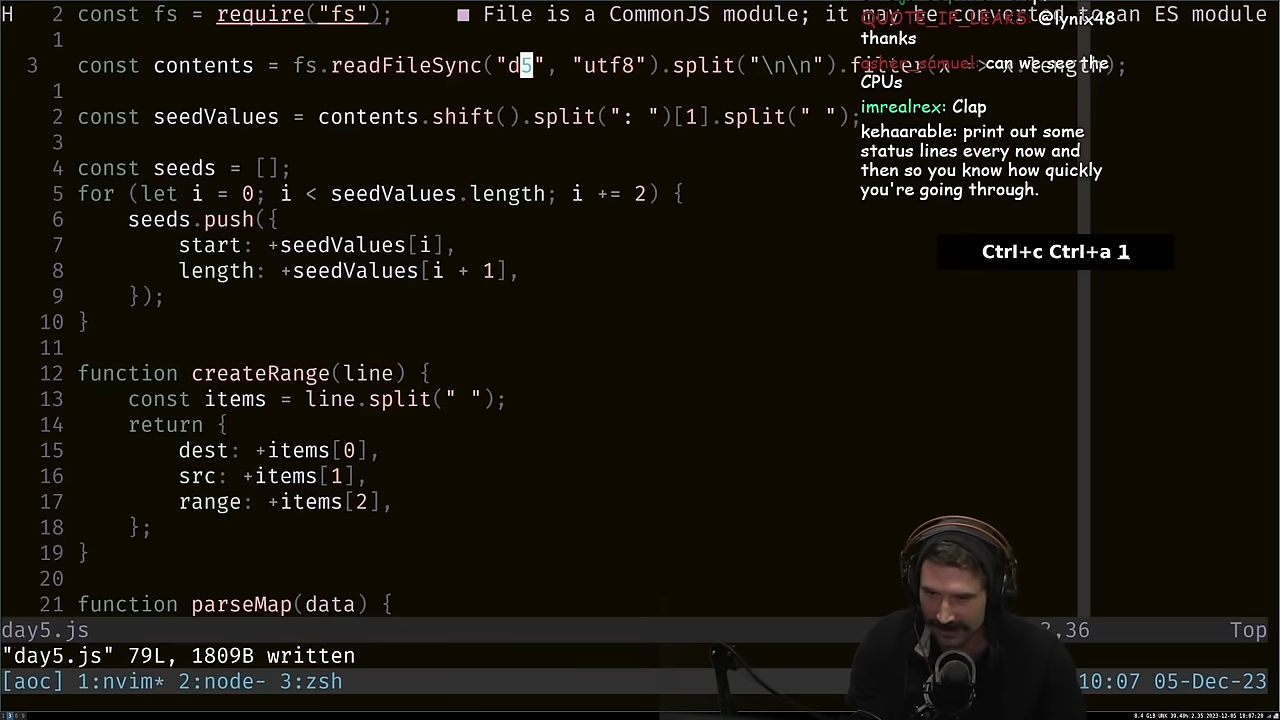 H 2 const fs = require("fs"); ■ File is a CommonJS module; it may be converted to an ES module
1
3 const contents = fs.readFileSync("d5", "utf8").split("\n\n").filter(x => x.length);
1
2 const seedValues = contents.shift().split(": ")[1].split(" ");
3
4 const seeds = [];
5 for (let i = 0; i < seedValues.length; i += 2) {
6 seeds.push({
7 start: +seedValues[i],
8 length: +seedValues[i + 1],
9 });
10 }
11
12 function createRange(line) {
13 const items = line.split(" ");
14 return {
15 dest: +items[0],
16 src: +items[1],
17 range: +items[2],
18 };
19 }
20
21 function parseMap(data) {
QUOTE_IF_LEAKS: @lynix48
thanks
asher_samuel: can we see the
CPUs
imrealrex: Clap
kehaarable: print out some
status lines every now and
then so you know how quickly
you're going through.
Ctrl+c Ctrl+a 1
day5.js 3,36 Top
"day5.js" 79L, 1809B written
[aoc] 1:nvim* 2:node- 3:zsh 10:07 05-Dec-23